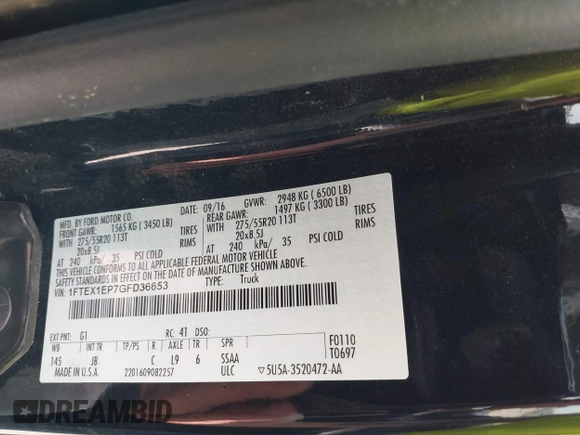 MFD. BY FORD MOTOR CO.
DATE: 09/16 GVWR: 2948 KG ( 6500 LB)
FRONT GAWR: 1565 KG ( 3450 LB) REAR GAWR: 1497 KG ( 3300 LB)
WITH 275/55R20 113T TIRES WITH 275/55R20 113T TIRES
20x8.5J RIMS 20x8.5J RIMS
AT 240 kPa/ 35 PSI COLD AT 240 kPa/ 35 PSI COLD
THIS VEHICLE CONFORMS TO ALL APPLICABLE FEDERAL MOTOR VEHICLE
SAFETY STANDARDS IN EFFECT ON THE DATE OF MANUFACTURE SHOWN ABOVE.
VIN: 1FTEX1EP7GFD36653 TYPE: Truck
EXT PNT: G1 RC: 41 DSO: F0110
WB TP/PS R AXLE TR SPR T0697
145 JB C L9 6 SSAA
MADE IN U.S.A. 2201609082257 ULC ▽5U5A-3520472-AA
DREAMBID